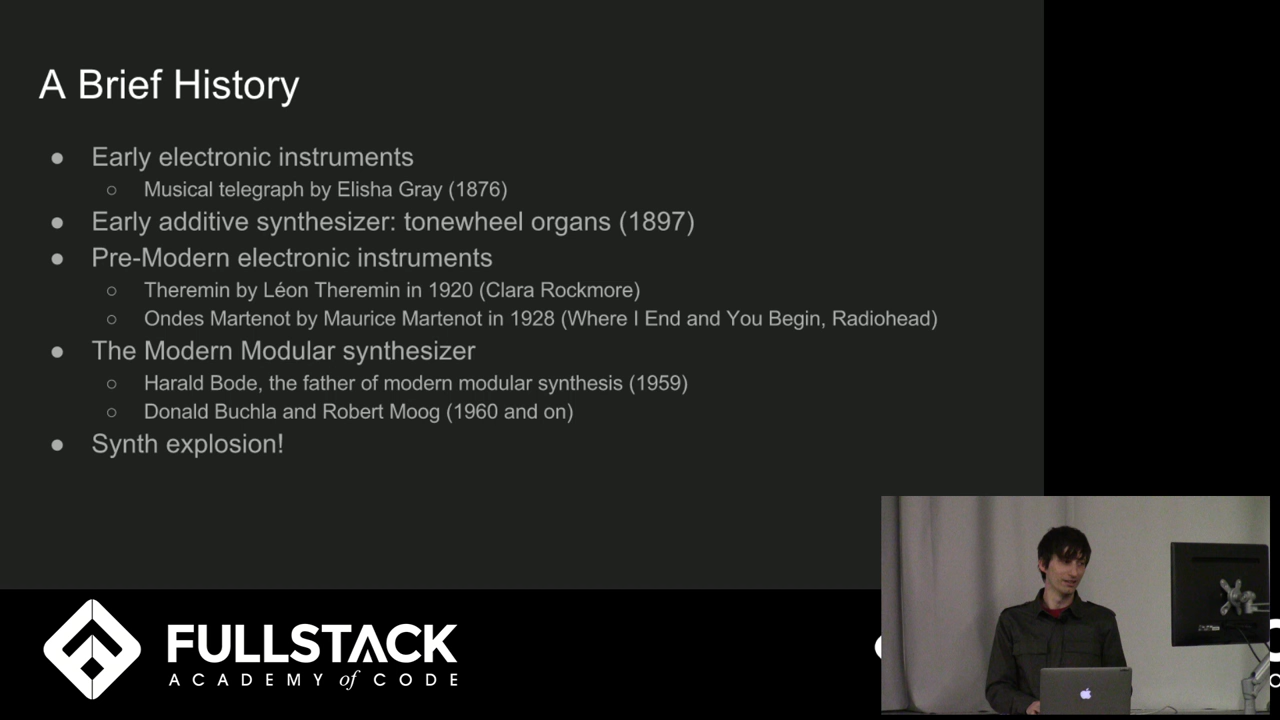 A Brief History
● Early electronic instruments
○ Musical telegraph by Elisha Gray (1876)
● Early additive synthesizer: tonewheel organs (1897)
● Pre-Modern electronic instruments
○ Theremin by Léon Theremin in 1920 (Clara Rockmore)
○ Ondes Martenot by Maurice Martenot in 1928 (Where I End and You Begin, Radiohead)
● The Modern Modular synthesizer
○ Harald Bode, the father of modern modular synthesis (1959)
○ Donald Buchla and Robert Moog (1960 and on)
● Synth explosion!
FULLSTACK
ACADEMY of CODE